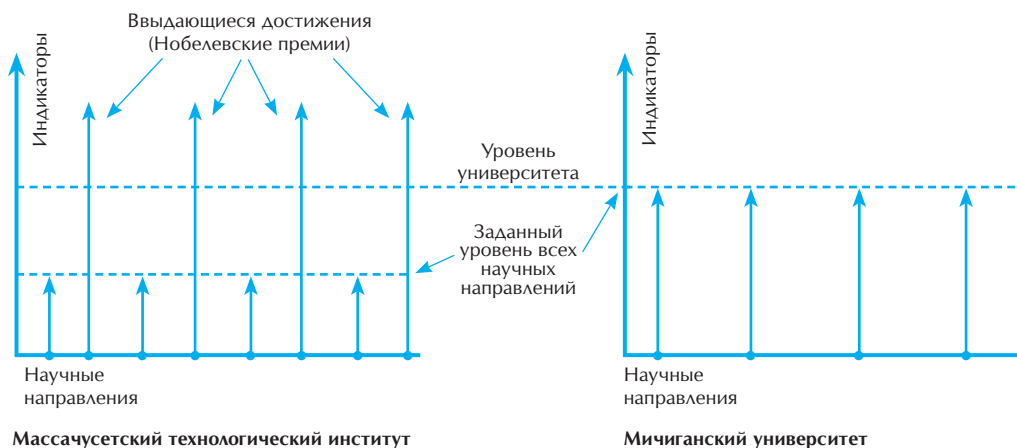 Ввыдающиеся достижения
(Нобелевские премии)
Индикаторы
Индикаторы
Уровень
университета
Заданный
уровень всех
научных
направлений
Научные
направления
Научные
направления
Массачусетский технологический институт
Мичиганский университет